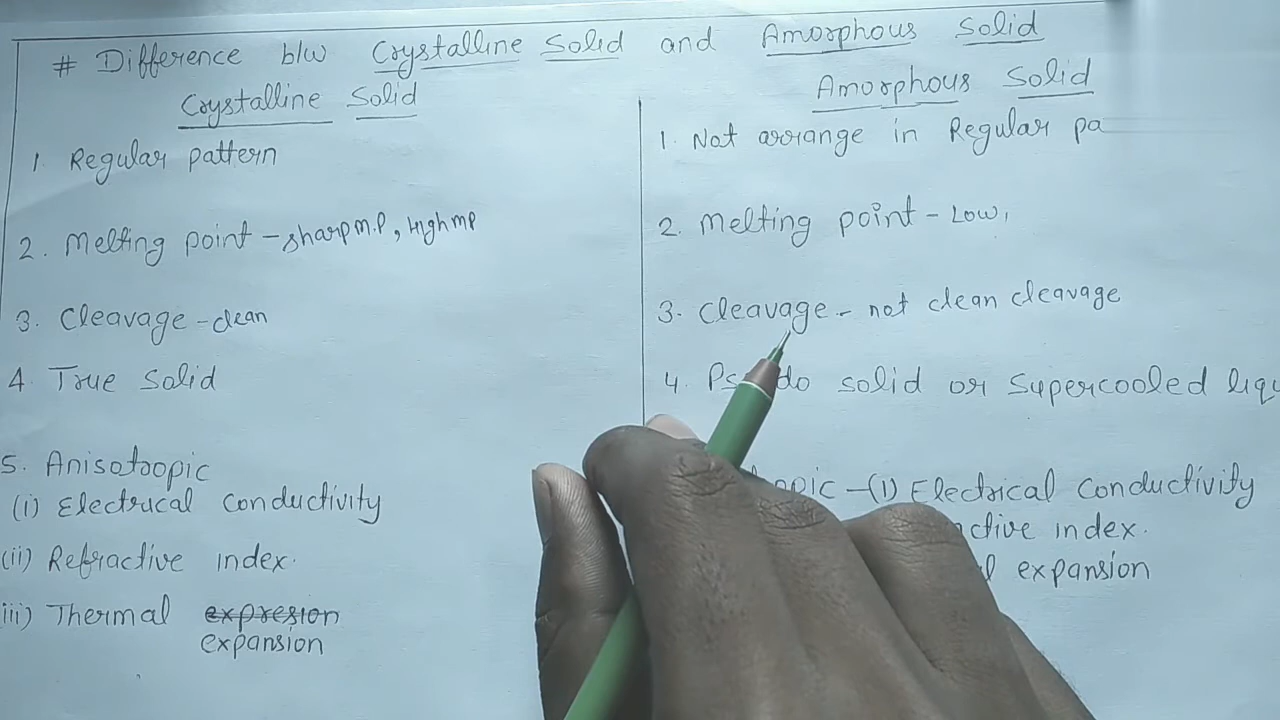 # Difference b/w Crystalline Solid and Amorphous Solid
Crystalline Solid
1. Regular pattern
2. Melting point - sharp M.P, High MP
3. Cleavage - clean
4. True Solid
5. Anisotropic
(i) Electrical conductivity
(ii) Refractive index.
iii) Thermal expresion
expansion
Amorphous Solid
1. Not arrange in Regular pa
2. Melting point - Low,
3. Cleavage - not clean cleavage
4. solid or Supercooled
-(1) Electrical Conductivity
index.
expansion